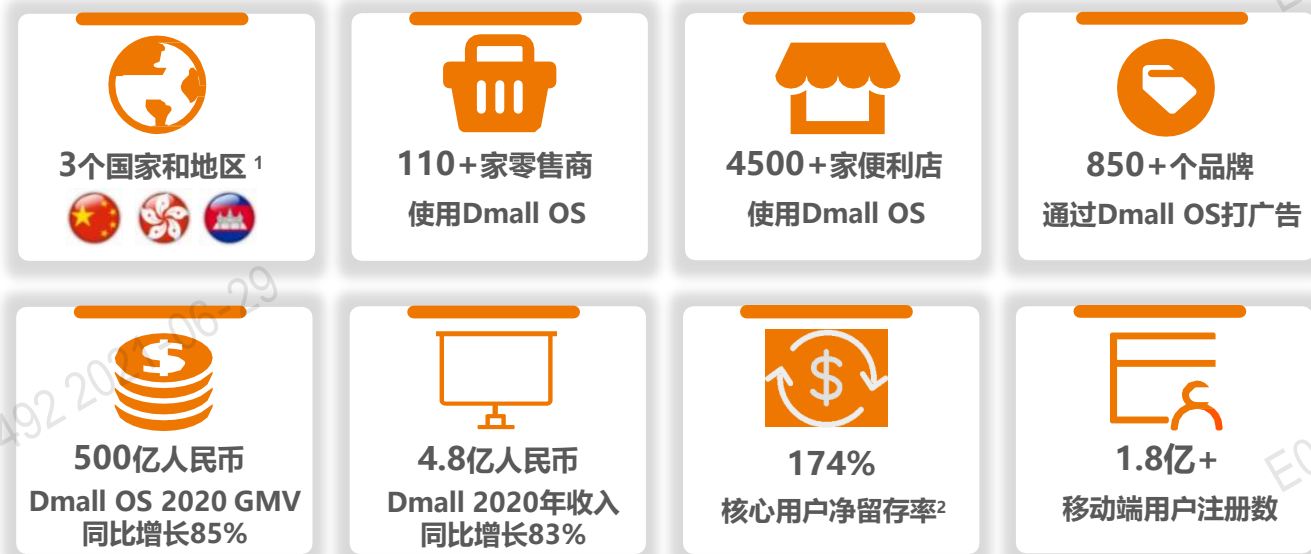 3个国家和地区 1
110+家零售商
使用Dmall OS
4500+家便利店
使用Dmall OS
850+个品牌
通过Dmall OS打广告
500亿人民币
Dmall OS 2020 GMV
同比增长85%
4.8亿人民币
Dmall 2020年收入
同比增长83%
174%
核心用户净留存率2
1.8亿+
移动端用户注册数
492 2021-06-29
E0